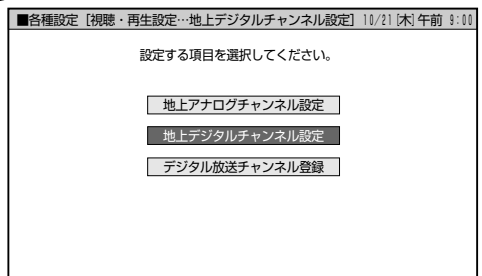 ■各種設定［視聴・再生設定…地上デジタルチャンネル設定］ 10/21[木]午前 9:00
設定する項目を選択してください。
地上アナログチャンネル設定
地上デジタルチャンネル設定
デジタル放送チャンネル登録